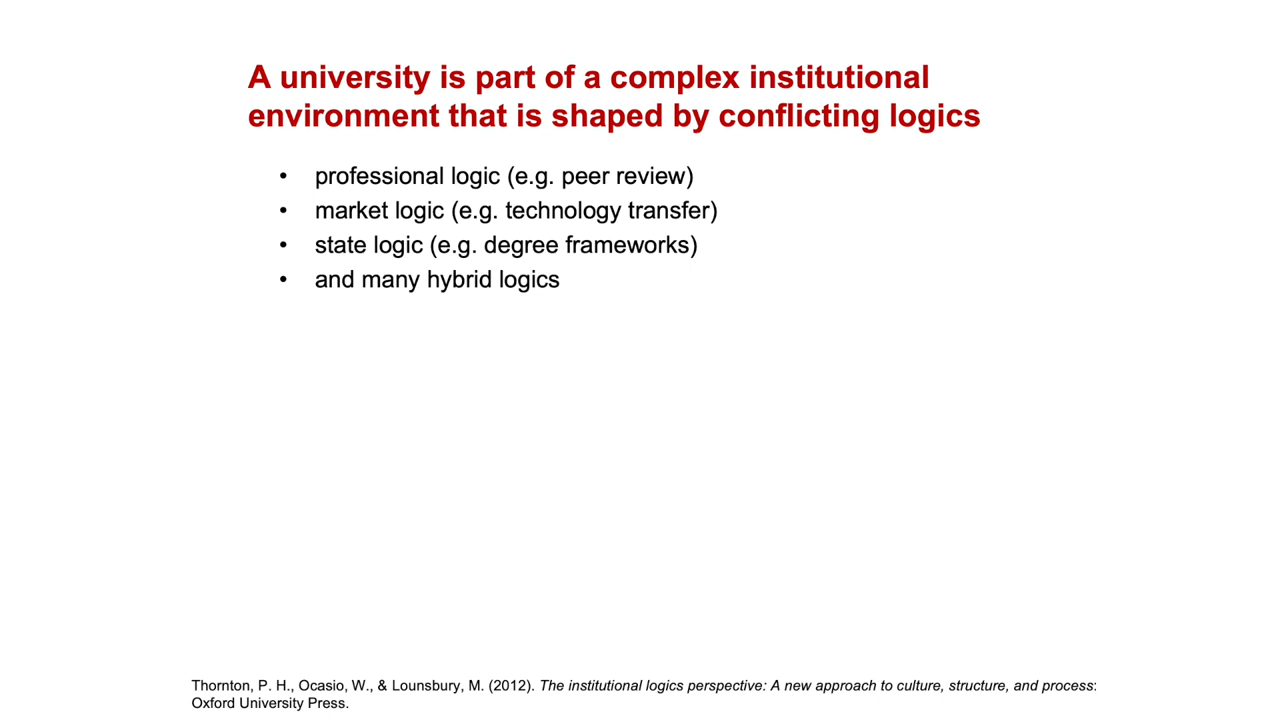 A university is part of a complex institutional
environment that is shaped by conflicting logics
• professional logic (e.g. peer review)
• market logic (e.g. technology transfer)
• state logic (e.g. degree frameworks)
• and many hybrid logics
Thornton, P. H., Ocasio, W., & Lounsbury, M. (2012). The institutional logics perspective: A new approach to culture, structure, and process:
Oxford University Press.